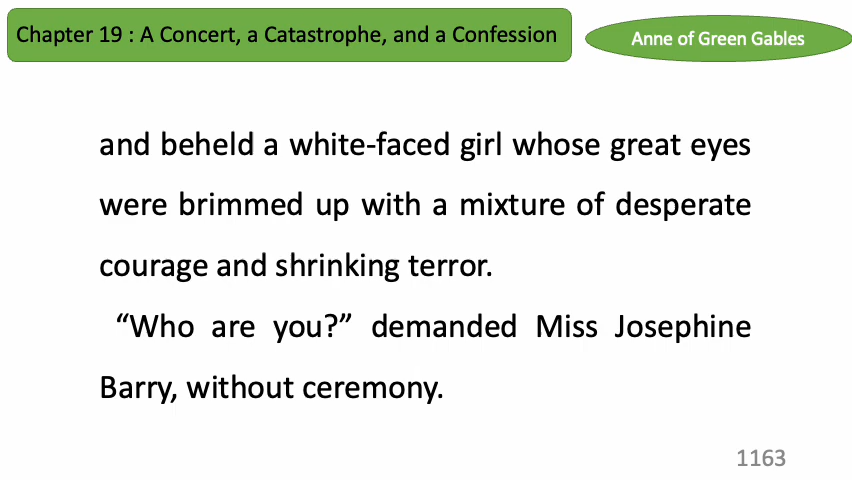 Chapter 19 : A Concert, a Catastrophe, and a Confession
Anne of Green Gables
and beheld a white-faced girl whose great eyes
were brimmed up with a mixture of desperate
courage and shrinking terror.
“Who are you?” demanded Miss Josephine
Barry, without ceremony.
1163